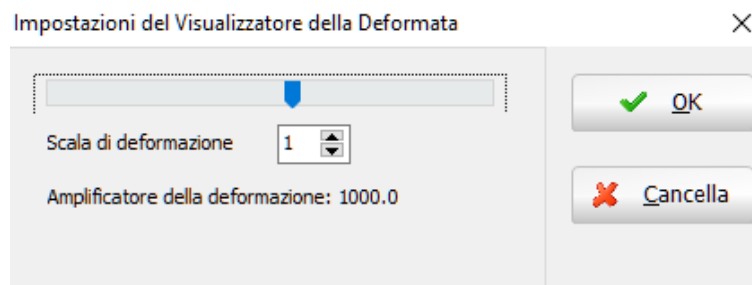 Impostazioni del Visualizzatore della Deformata
OK
Scala di deformazione 1
Amplificatore della deformazione: 1000.0
Cancella